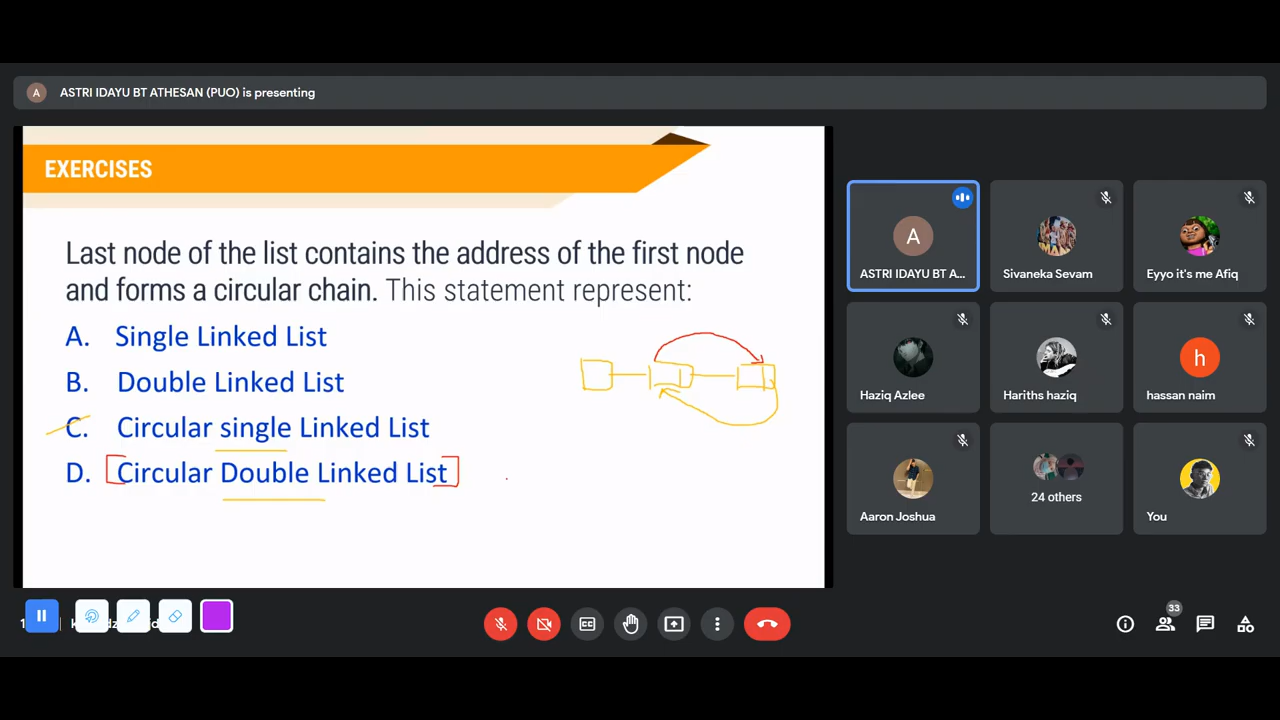 A ASTRI IDAYU BT ATHESAN (PUO) is presenting
EXERCISES
Last node of the list contains the address of the first node
and forms a circular chain. This statement represent:
A. Single Linked List
B. Double Linked List
C. Circular single Linked List
D. Circular Double Linked List
A
ASTRI IDAYU BT A...
Sivaneka Sevam
Eyyo it's me Afiq
Haziq Azlee
Hariths haziq
h
hassan naim
Aaron Joshua
24 others
You
CC
33